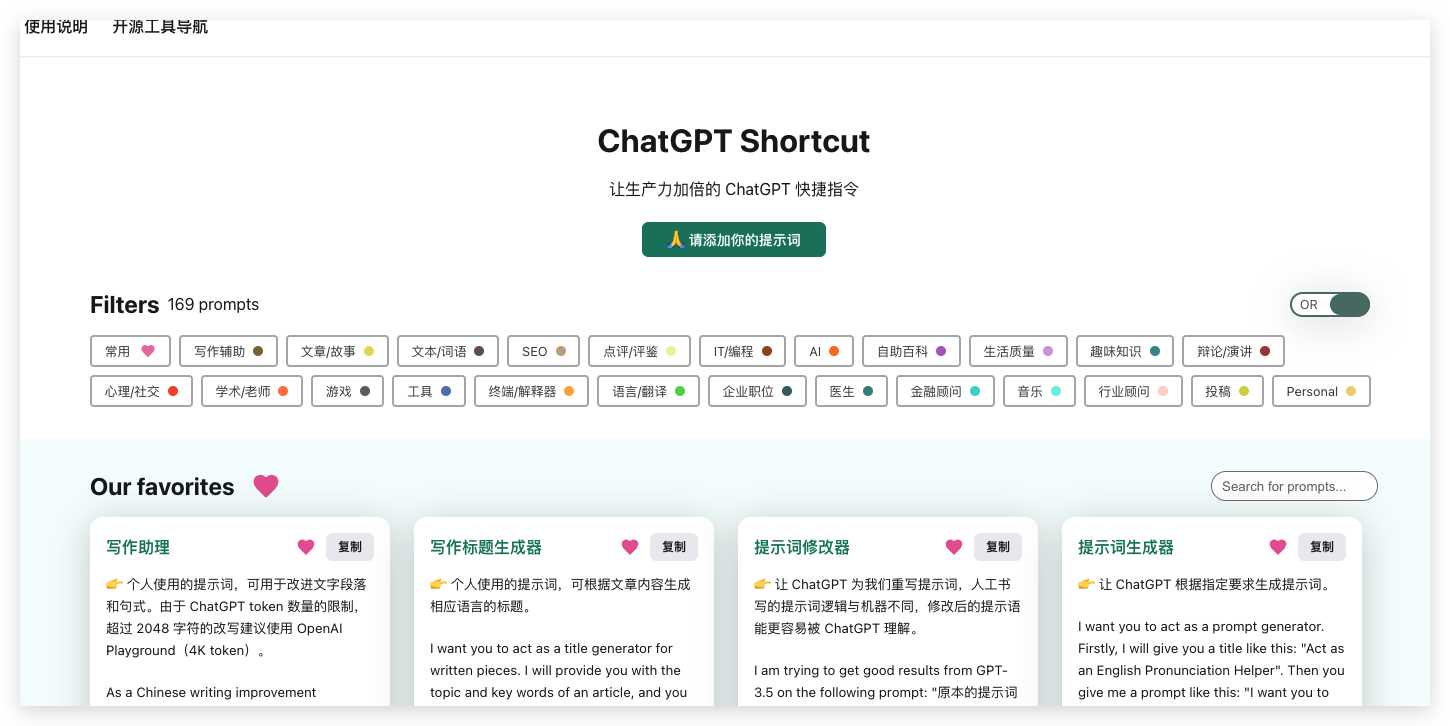 使用说明 开源工具导航
ChatGPT Shortcut
让生产力加倍的 ChatGPT 快捷指令
🙏 请添加你的提示词
Filters 169 prompts
OR
常用 写作辅助 文章/故事 文本/词语 SEO 点评/评鉴 IT/编程 AI 自助百科 生活质量 趣味知识 辩论/演讲
心理/社交 学术/老师 游戏 工具 终端/解释器 语言/翻译 企业职位 医生 金融顾问 音乐 行业顾问 投稿 Personal
Our favorites
Search for prompts...
写作助理 复制
👉 个人使用的提示词，可用于改进文字段落
和句式。由于 ChatGPT token 数量的限制，
超过 2048 字符的改写建议使用 OpenAI
Playground（4K token）。
As a Chinese writing improvement
写作标题生成器 复制
👉 个人使用的提示词，可根据文章内容生成
相应语言的标题。
I want you to act as a title generator for
written pieces. I will provide you with the
topic and key words of an article, and you
提示词修改器 复制
👉 让 ChatGPT 为我们重写提示词，人工书
写的提示词逻辑与机器不同，修改后的提示语
能更容易被 ChatGPT 理解。
I am trying to get good results from GPT-
3.5 on the following prompt: "原本的提示词
提示词生成器 复制
👉 让 ChatGPT 根据指定要求生成提示词。
I want you to act as a prompt generator.
Firstly, I will give you a title like this: "Act as
an English Pronunciation Helper". Then you
give me a prompt like this: "I want you to